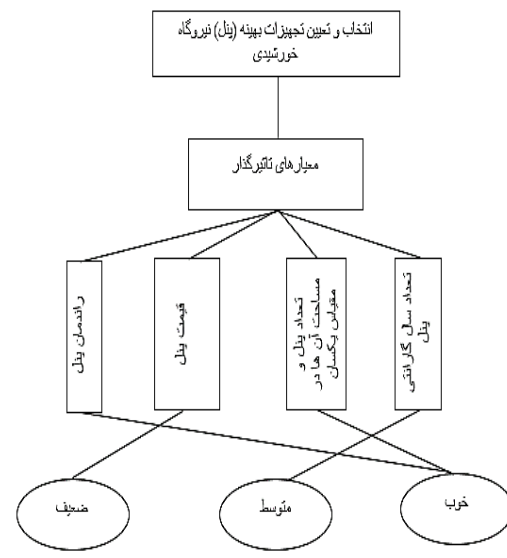 انتخاب و تعیین تجهیزات بهینه (پنل) نیروگاه
خورشیدی
معیارهای تاثیرگذار
تعداد سال گارانتی
پنل
تعداد پنل و
مساحت آن ها در
مقیاس یکسان
قیمت پنل
راندمان پنل
خوب
متوسط
ضعیف